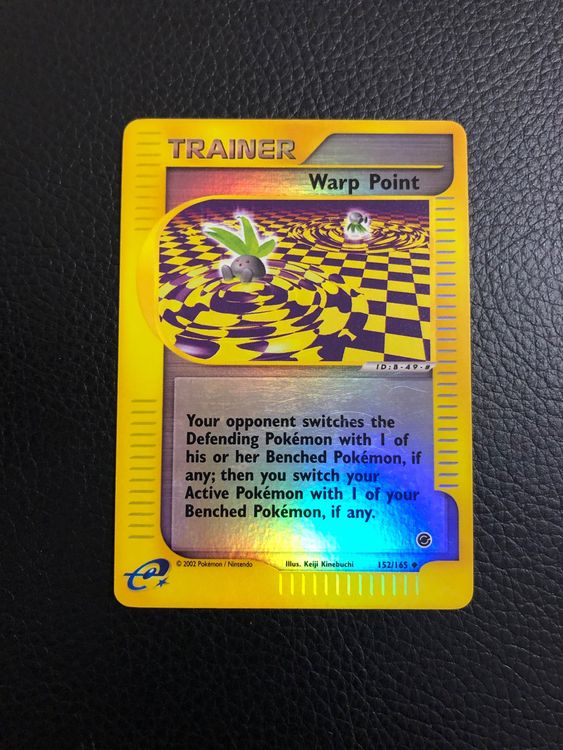 TRAINER
Warp Point
ID:B-49-#
Your opponent switches the
Defending Pokémon with 1 of
his or her Benched Pokémon, if
any; then you switch your
Active Pokémon with 1 of your
Benched Pokémon, if any.
e
© 2002 Pokémon / Nintendo
Illus. Keiji Kinebuchi
152/165 ◆